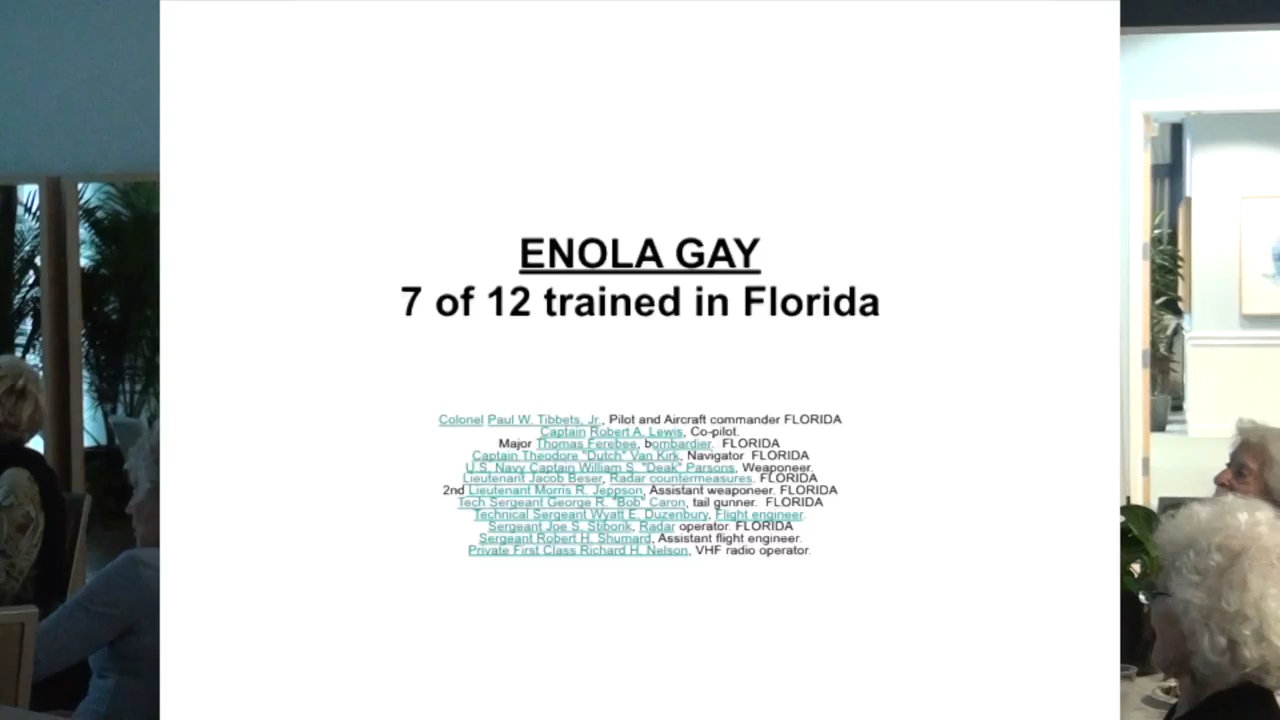 ENOLA GAY
7 of 12 trained in Florida
Colonel Paul W. Tibbets, Jr., Pilot and Aircraft commander FLORIDA
Captain Robert A. Lewis, Co-pilot.
Major Thomas Ferebee, bombardier. FLORIDA
Captain Theodore "Dutch" Van Kirk, Navigator FLORIDA
U.S. Navy Captain William S. "Deak" Parsons, Weaponeer.
Lieutenant Jacob Beser, Radar countermeasures. FLORIDA
2nd Lieutenant Morris R. Jeppson, Assistant weaponeer. FLORIDA
Tech Sergeant George R. "Bob" Caron, tail gunner. FLORIDA
Technical Sergeant Wyatt E. Duzenbury, Flight engineer.
Sergeant Joe S. Stiborik, Radar operator. FLORIDA
Sergeant Robert H. Shumard, Assistant flight engineer.
Private First Class Richard H. Nelson, VHF radio operator.